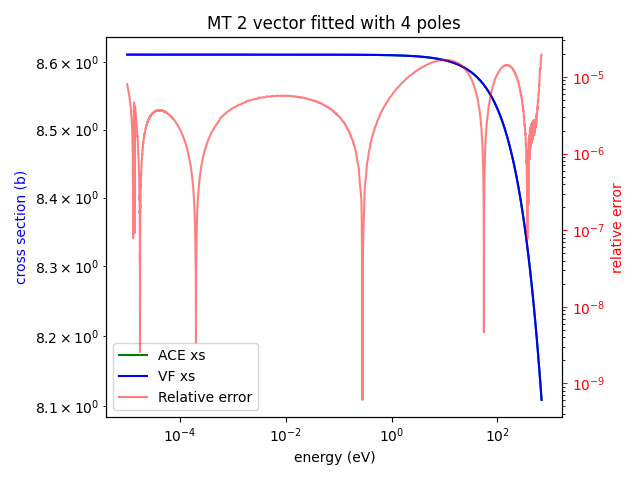 MT 2 vector fitted with 4 poles
8.6 × 10⁰
8.5 × 10⁰
8.4 × 10⁰
8.3 × 10⁰
8.2 × 10⁰
8.1 × 10⁰
cross section (b)
10⁻⁵
10⁻⁶
10⁻⁷
10⁻⁸
10⁻⁹
relative error
ACE xs
VF xs
Relative error
10⁻⁴ 10⁻² 10⁰ 10²
energy (eV)